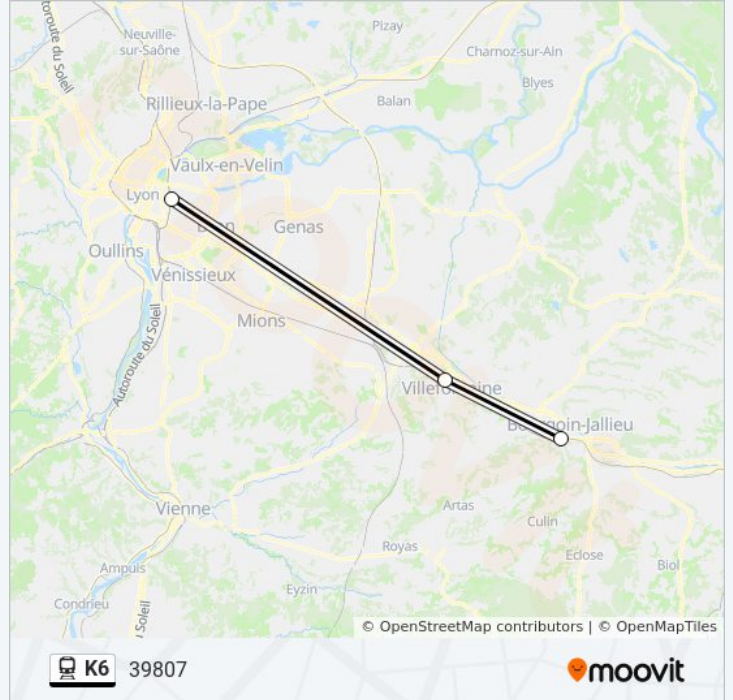 Autoroute du Soleil
Neuville-
sur-Saône
Pizay
Charnoz-sur-Ain
Blyes
Rillieux-la-Pape
Balan
Vaulx-en-Velin
Lyon
Genas
Oullins
Vénissieux
Autoroute du Soleil
Mions
Villefontaine
Bourgoin-Jallieu
Vienne
Artas
Culin
Royas
Eclose
Ampuis
Biol
Eyzin
Condrieu
Soleil
© OpenStreetMap contributors | © OpenMapTiles
K6 39807
moovit